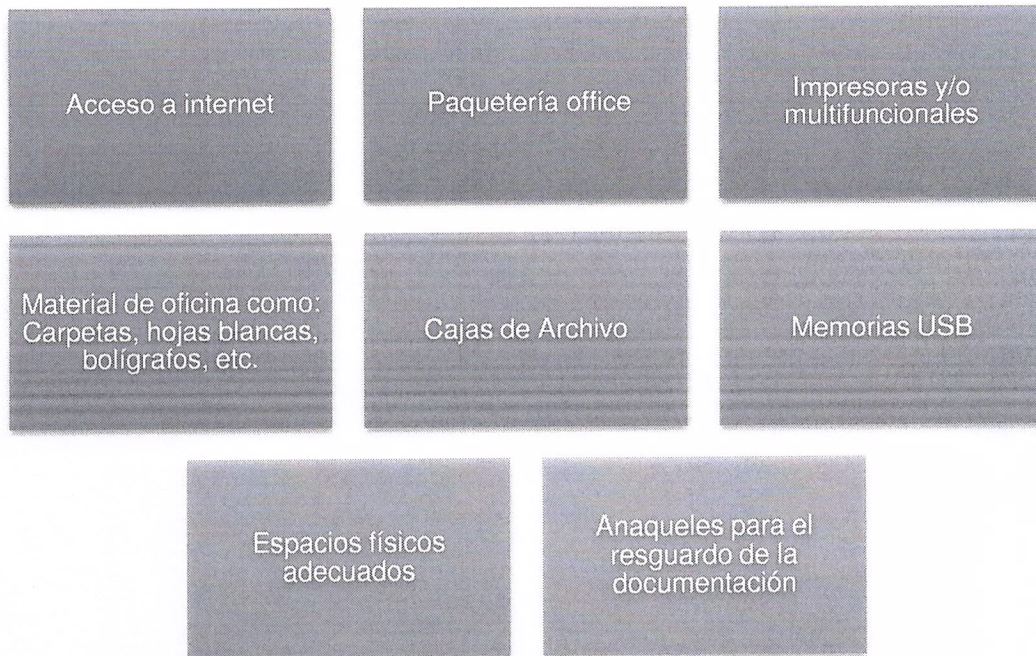 Acceso a internet
Paquetería office
Impresoras y/o
multifuncionales
Material de oficina como:
Carpetas, hojas blancas,
bolígrafos, etc.
Cajas de Archivo
Memorias USB
Espacios físicos
adecuados
Anaqueles para el
resguardo de la
documentación